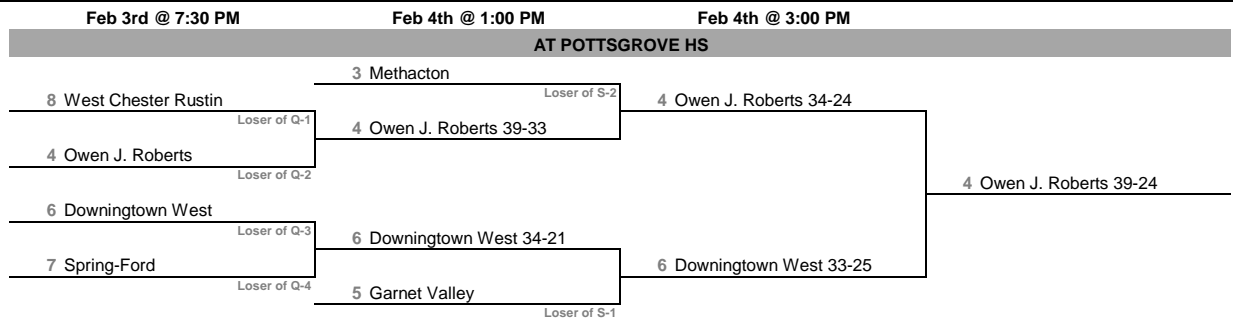 Feb 3rd @ 7:30 PM Feb 4th @ 1:00 PM Feb 4th @ 3:00 PM
AT POTTSGROVE HS
3 Methacton
Loser of S-2
8 West Chester Rustin
4 Owen J. Roberts 34-24
Loser of Q-1
4 Owen J. Roberts 39-33
4 Owen J. Roberts
Loser of Q-2
4 Owen J. Roberts 39-24
6 Downingtown West
Loser of Q-3
6 Downingtown West 34-21
7 Spring-Ford
6 Downingtown West 33-25
Loser of Q-4
5 Garnet Valley
Loser of S-1